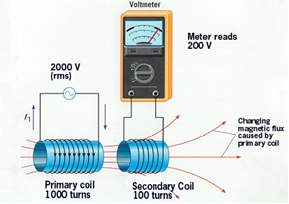 Voltmeter
Meter reads
200 V
2000 V
(rms)
I₁
Changing
magnetic flux
caused by
primary coil
Primary coil
1000 turns
Secondary Coil
100 turns